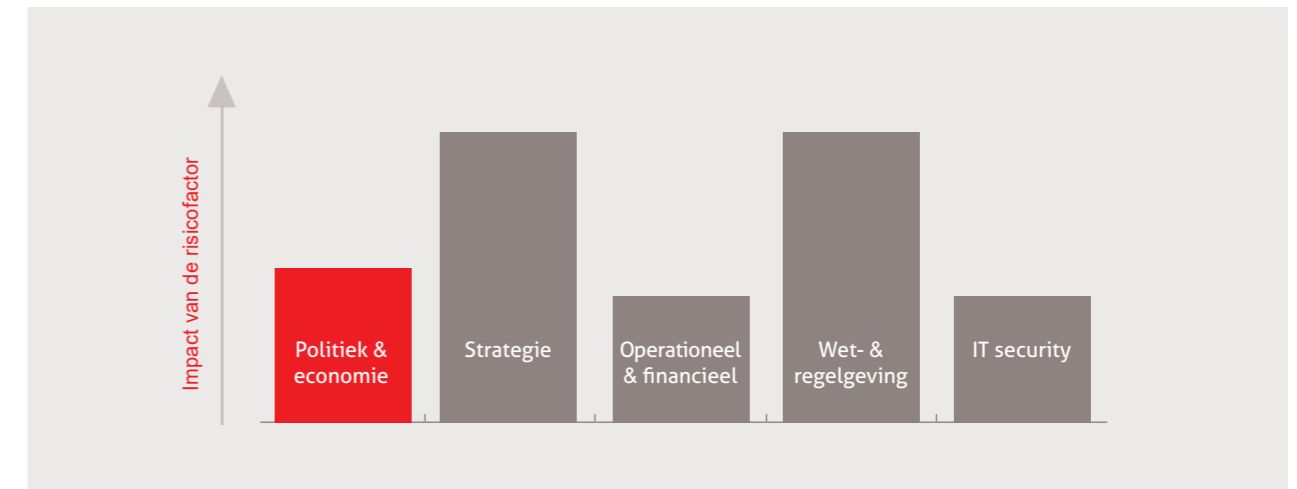 Impact van de risicofactor
Politiek &
economie
Strategie
Operationeel
& financieel
Wet- &
regelgeving
IT security